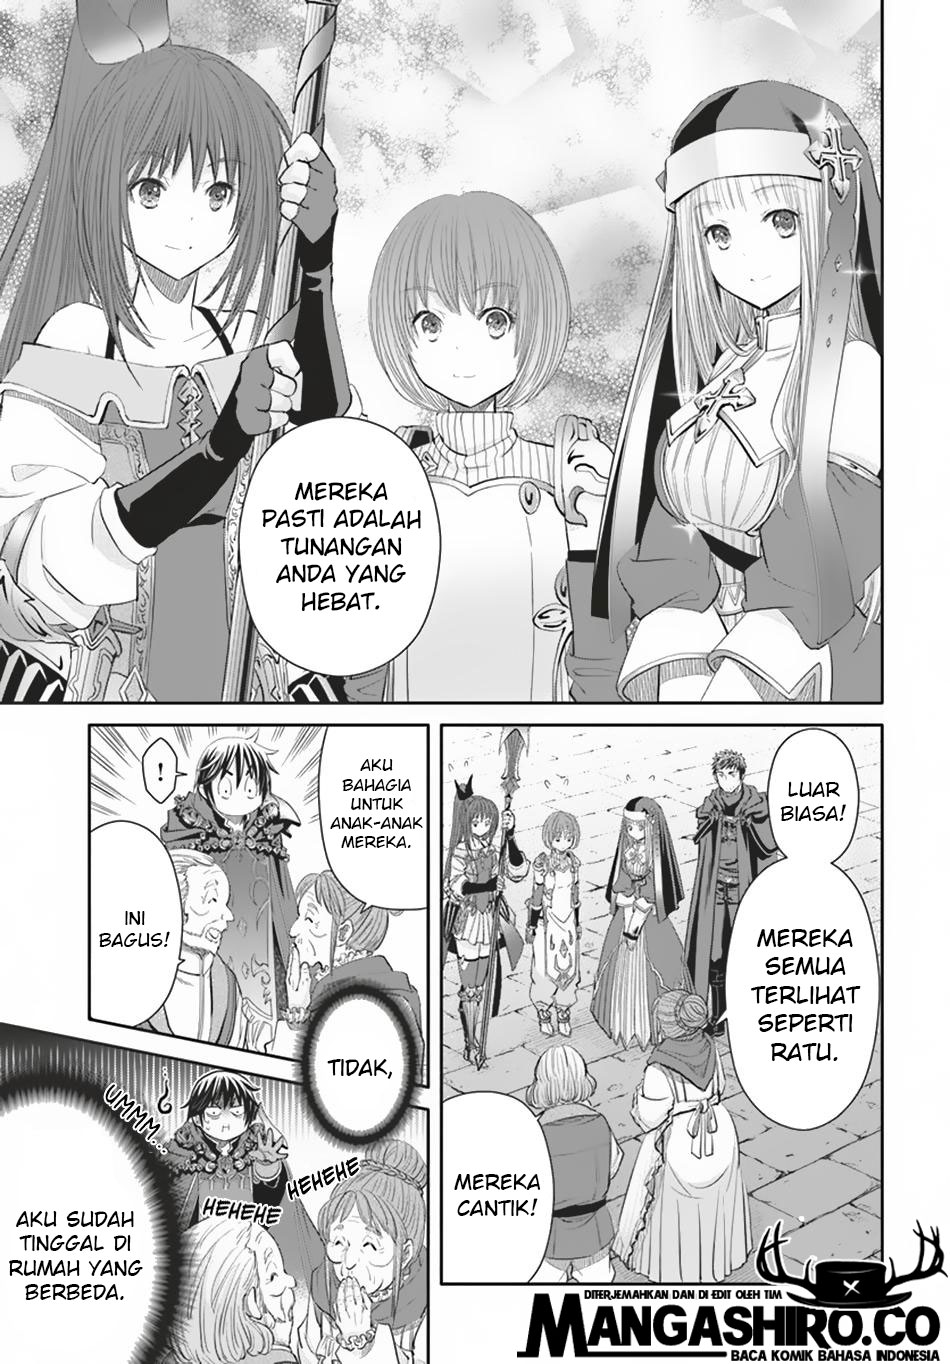 MEREKA
PASTI ADALAH
TUNANGAN
ANDA YANG
HEBAT.
LUAR
BIASA!
MEREKA
SEMUA
TERLIHAT
SEPERTI
RATU.
MEREKA
CANTIK!
AKU
BAHAGIA
UNTUK
ANAK-ANAK
MEREKA.
!
INI
BAGUS!
TIDAK,
UMMM...
HEHEHE
HEHEHE
AKU SUDAH
TINGGAL DI
RUMAH YANG
BERBEDA.
DITERJEMAHKAN DAN DI EDIT OLEH TIM
MANGASHIRO.CO
BACA KOMIK BAHASA INDONESIA